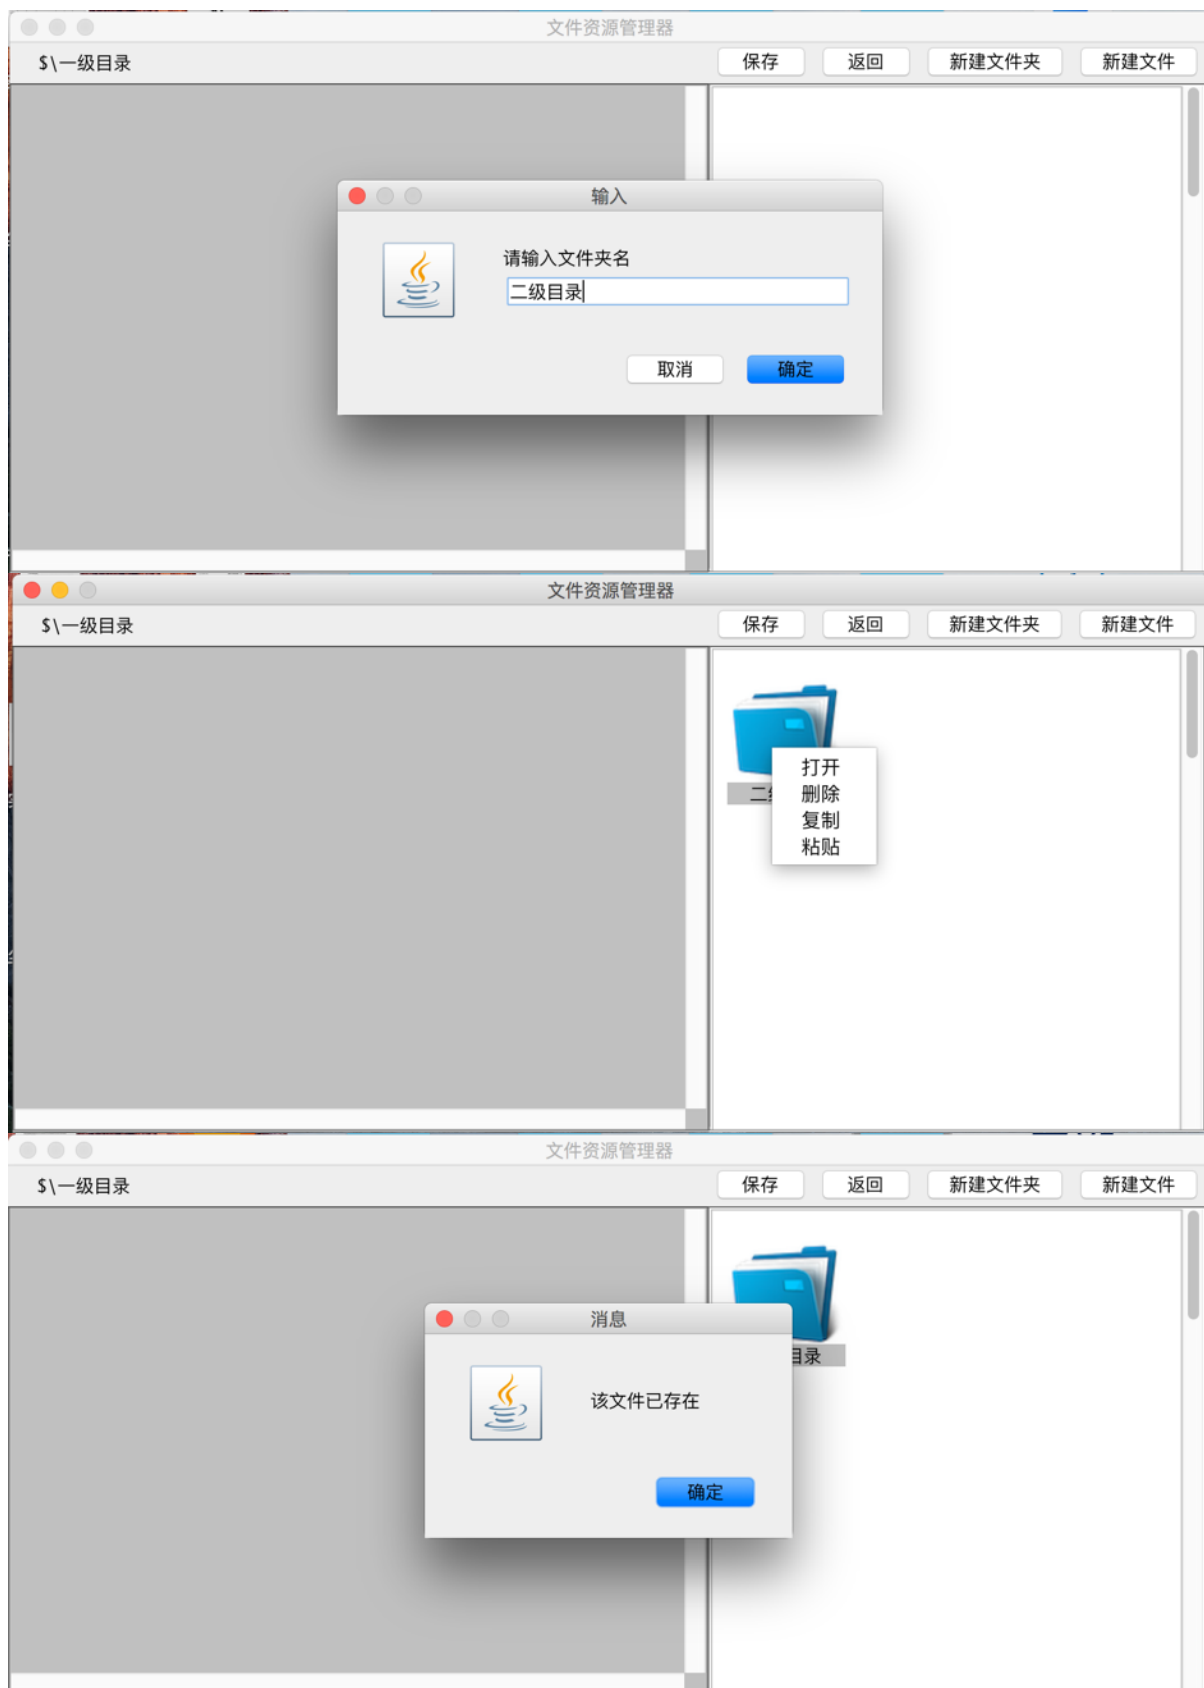 文件资源管理器
$\一级目录
保存
返回
新建文件夹
新建文件
输入
请输入文件夹名
二级目录
取消
确定
文件资源管理器
$\一级目录
保存
返回
新建文件夹
新建文件
二
打开
删除
复制
粘贴
文件资源管理器
$\一级目录
保存
返回
新建文件夹
新建文件
目录
消息
该文件已存在
确定